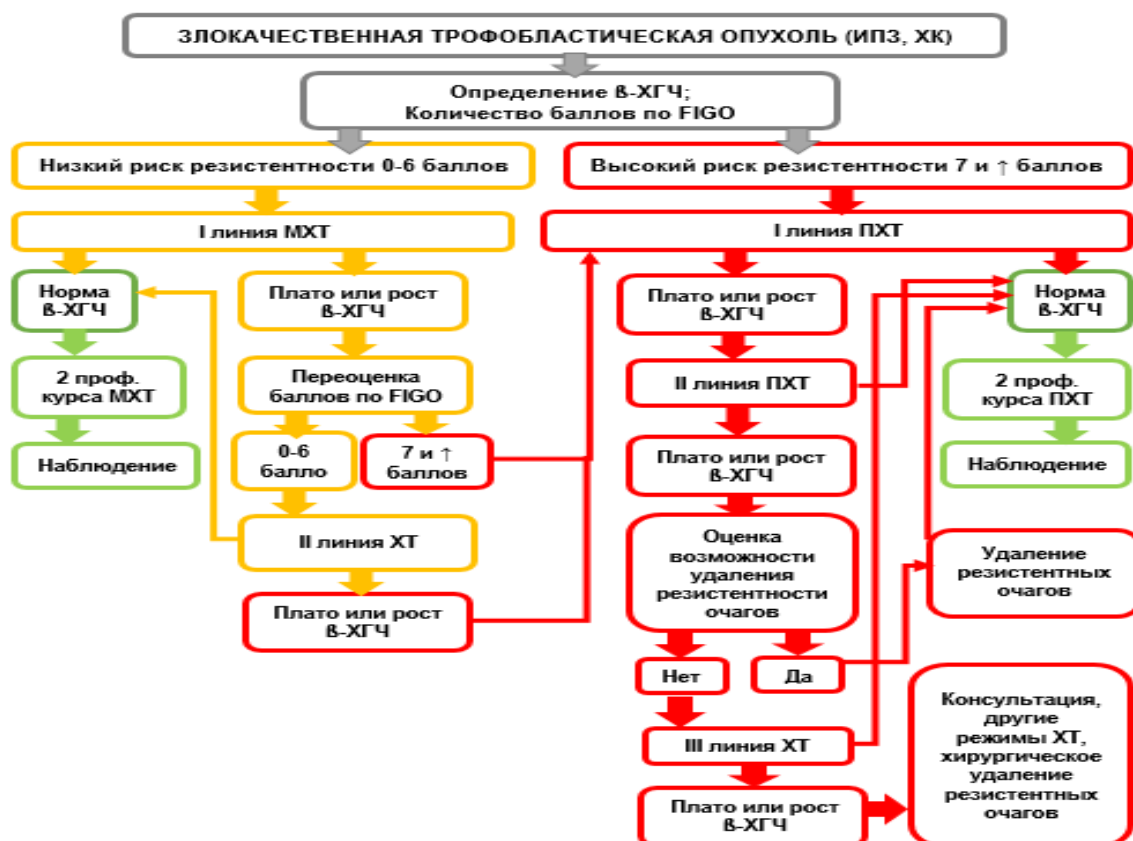 ЗЛОКАЧЕСТВЕННАЯ ТРОФОБЛАСТИЧЕСКАЯ ОПУХОЛЬ (ИПЗ, ХК)
Определение ß-ХГЧ;
Количество баллов по FIGO
Низкий риск резистентности 0-6 баллов
Высокий риск резистентности 7 и ↑ баллов
I линия МХТ
I линия ПХТ
Норма
ß-ХГЧ
Плато или рост
ß-ХГЧ
Плато или рост
ß-ХГЧ
Норма
ß-ХГЧ
2 проф.
курса МХТ
Переоценка
баллов по FIGO
II линия ПХТ
2 проф.
курса ПХТ
Наблюдение
0-6
балло
7 и ↑
баллов
Плато или рост
ß-ХГЧ
Наблюдение
II линия ХТ
Оценка
возможности
удаления
резистентности
очагов
Удаление
резистентных
очагов
Плато или рост
ß-ХГЧ
Нет
Да
Консультация,
другие
режимы ХТ,
хирургическое
удаление
резистентных
очагов
III линия ХТ
Плато или рост
ß-ХГЧ